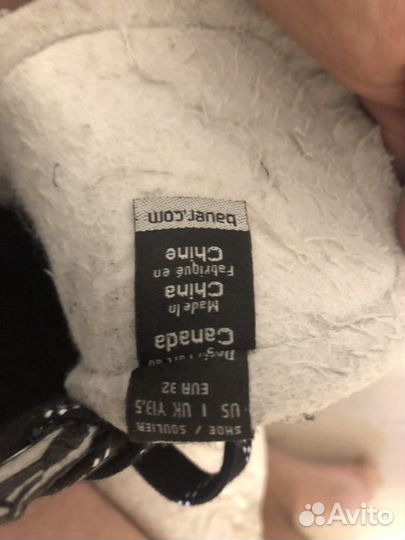 SHOE / SOULIER
US 1 UK Y13.5
EUR 32
Canada
Made In
China
Fabriqué en
Chine
bauer.com
Avito